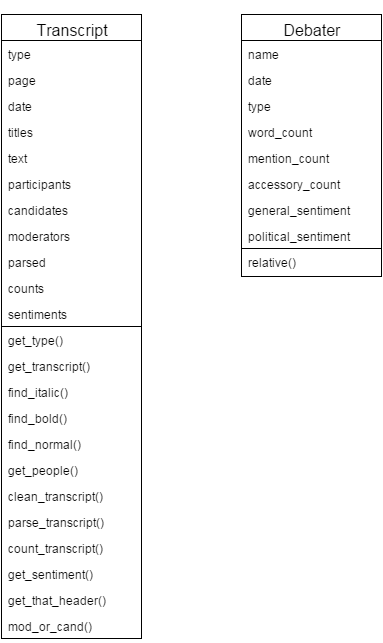 Transcript
type
page
date
titles
text
participants
candidates
moderators
parsed
counts
sentiments
get_type()
get_transcript()
find_italic()
find_bold()
find_normal()
get_people()
clean_transcript()
parse_transcript()
count_transcript()
get_sentiment()
get_that_header()
mod_or_cand()
Debater
name
date
type
word_count
mention_count
accessory_count
general_sentiment
political_sentiment
relative()